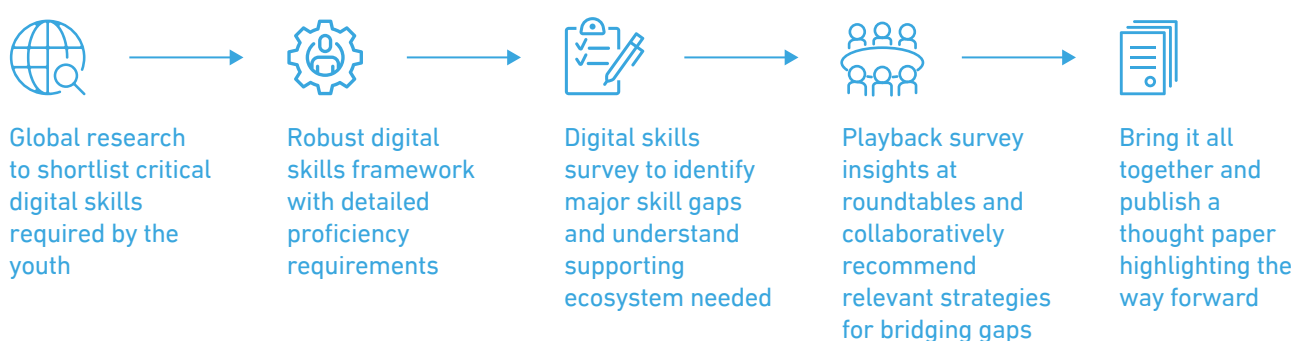 Global research
to shortlist critical
digital skills
required by the
youth
Robust digital
skills framework
with detailed
proficiency
requirements
Digital skills
survey to identify
major skill gaps
and understand
supporting
ecosystem needed
Playback survey
insights at
roundtables and
collaboratively
recommend
relevant strategies
for bridging gaps
Bring it all
together and
publish a
thought paper
highlighting the
way forward